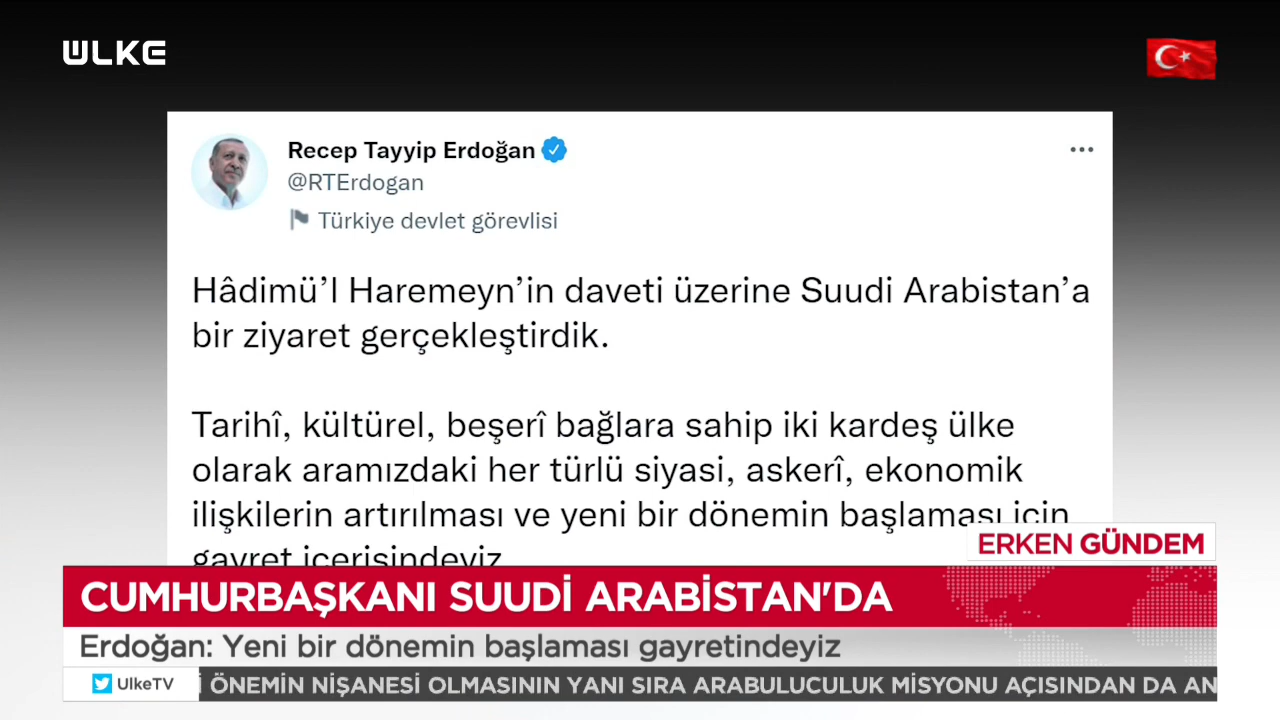 ULKE
Recep Tayyip Erdoğan
@RTErdogan
Türkiye devlet görevlisi
Hâdimü’l Haremeyn’in daveti üzerine Suudi Arabistan’a
bir ziyaret gerçekleştirdik.
Tarihî, kültürel, beşerî bağlara sahip iki kardeş ülke
olarak aramızdaki her türlü siyasi, askerî, ekonomik
ilişkilerin artırılması ve yeni bir dönemin başlaması için
gayret içerisindeyiz
ERKEN GÜNDEM
CUMHURBAŞKANI SUUDİ ARABİSTAN'DA
Erdoğan: Yeni bir dönemin başlaması gayretindeyiz
UlkeTV
ÖNEMİN NİŞANESİ OLMASININ YANI SIRA ARABULUCULUK MİSYONU AÇISINDAN DA AN